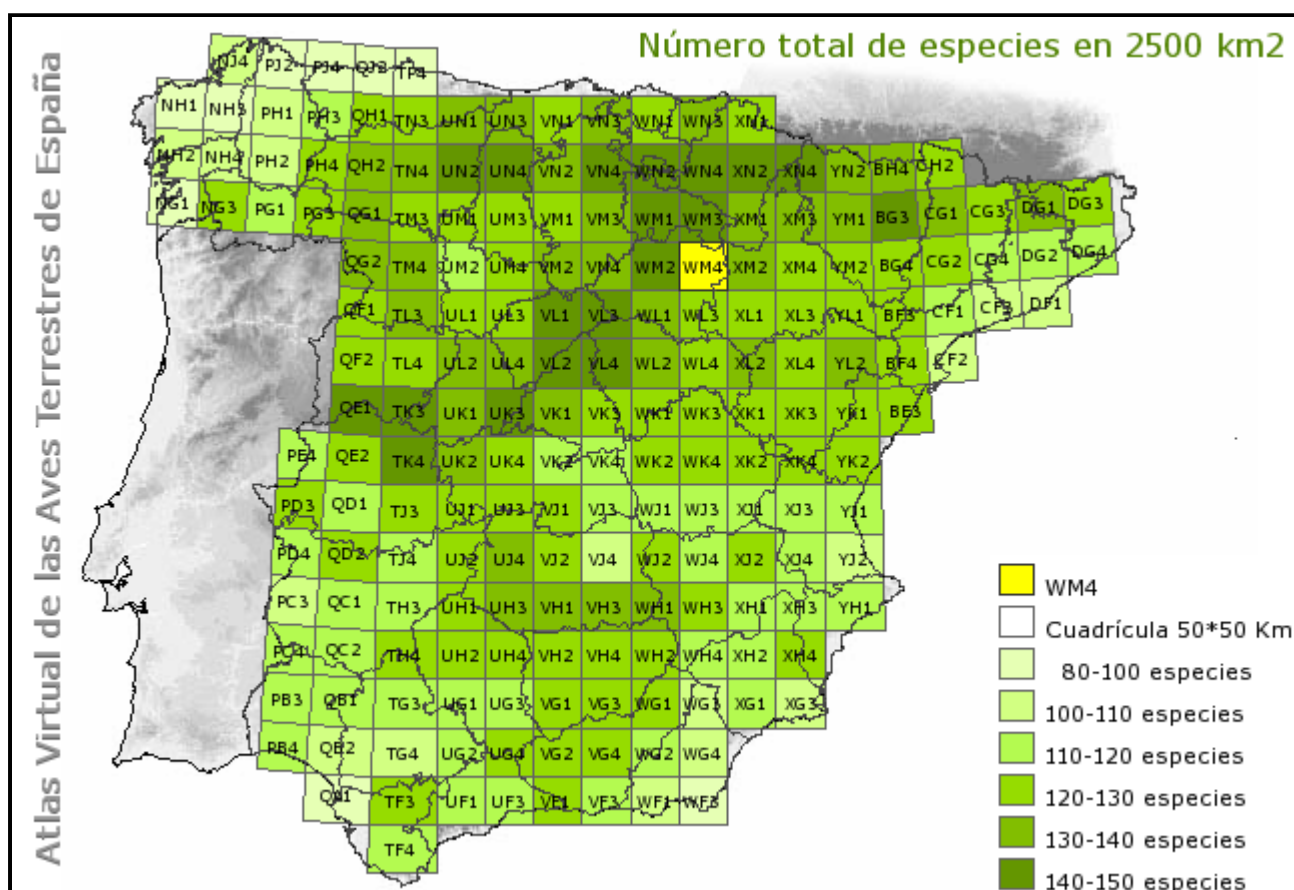 Número total de especies en 2500 km2
Atlas Virtual de las Aves Terrestres de España
NJ4 PJ2 PJ4 QJ2 TP4
NH1 NH3 PH1 PH3 QH1 TN3 UN1 UN3 VN1 VN3 WN1 WN3 XN1
NH2 NH4 PH2 PH4 QH2 TN4 UN2 UN4 VN2 VN4 WN2 WN4 XN2 XN4 YN2 BH4 CH2
NG1 NG3 PG1 PG3 QG1 TM3 UM1 UM3 VM1 VM3 WM1 WM3 XM1 XM3 YM1 BG3 CG1 CG3 DG1 DG3
QG2 TM4 UM2 UM4 VM2 VN4 WM2 WM4 XM2 XM4 YM2 BG4 CG2 CG4 DG2 DG4
QF1 TL3 UL1 UL3 VL1 VL3 WL1 WL3 XL1 XL3 YL1 BF3 CF1 CF3 DF1
QF2 TL4 UL2 UL4 VL2 VL4 WL2 WL4 XL2 XL4 YL2 BF4 CF2
QE1 TK3 UK1 UK3 VK1 VK3 WK1 WK3 XK1 XK3 YK1 BE3
PE4 QE2 TK4 UK2 UK4 VK2 VK4 WK2 WK4 XK2 XK4 YK2
PD3 QD1 TJ3 UJ1 UJ3 VJ1 VJ3 WJ1 WJ3 XJ1 XJ3 YJ1
PD4 QD2 TJ4 UJ2 UJ4 VJ2 VJ4 WJ2 WJ4 XJ2 XJ4 YJ2
PC3 QC1 TH3 UH1 UH3 VH1 VH3 WH1 WH3 XH1 XH3 YH1
PC4 QC2 TH4 UH2 UH4 VH2 VH4 WH2 WH4 XH2 XH4
PB3 QB1 TG3 UG1 UG3 VG1 VG3 WG1 WG3 XG1 XG3
PB4 QB2 TG4 UG2 UG4 VG2 VG4 WG2 WG4
QA1 TF3 UF1 UF3 VF1 VF3 WF1 WF3
TF4
WM4
Cuadrícula 50*50 Km
80-100 especies
100-110 especies
110-120 especies
120-130 especies
130-140 especies
140-150 especies